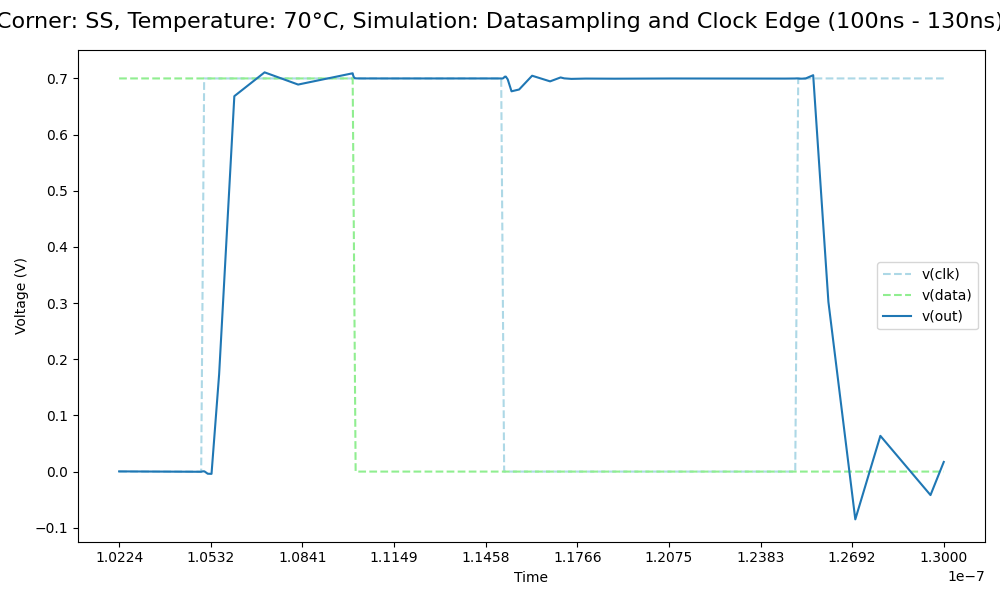 Corner: SS, Temperature: 70°C, Simulation: Datasampling and Clock Edge (100ns - 130ns)
0.7
0.6
0.5
0.4
0.3
0.2
0.1
0.0
−0.1
Voltage (V)
v(clk)
v(data)
v(out)
1.0224 1.0532 1.0841 1.1149 1.1458 1.1766 1.2075 1.2383 1.2692 1.3000
1e−7
Time